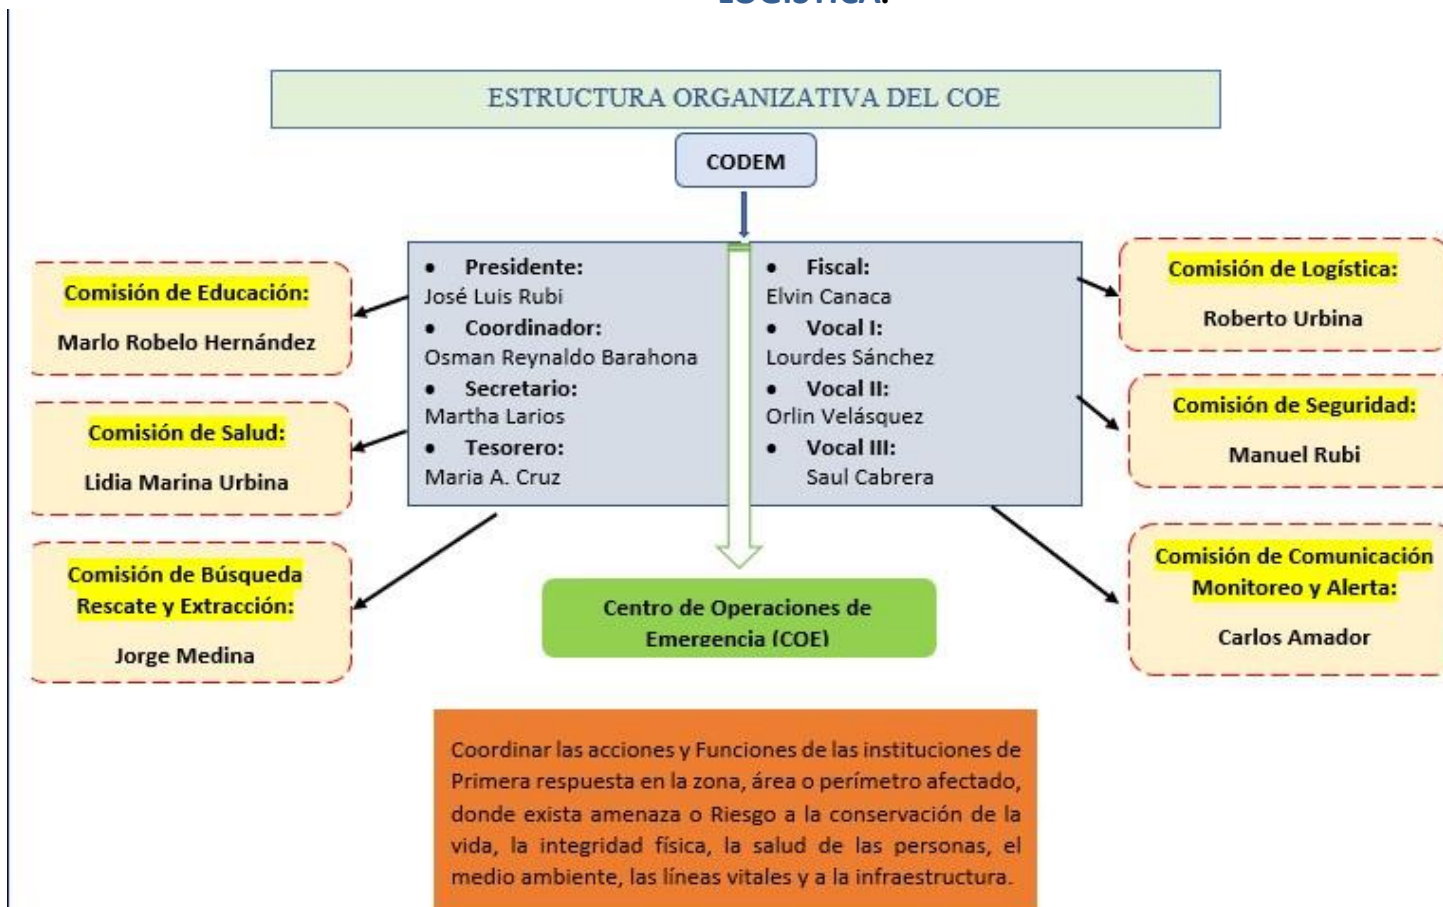 LOGÍSTICA.
ESTRUCTURA ORGANIZATIVA DEL COE
CODEM
Comisión de Educación:
Marlo Robelo Hernández
Comisión de Salud:
Lidia Marina Urbina
Comisión de Búsqueda
Rescate y Extracción:
Jorge Medina
• Presidente:
José Luis Rubi
• Coordinador:
Osman Reynaldo Barahona
• Secretario:
Martha Larios
• Tesorero:
Maria A. Cruz
• Fiscal:
Elvin Canaca
• Vocal I:
Lourdes Sánchez
• Vocal II:
Orlin Velásquez
• Vocal III:
Saul Cabrera
Comisión de Logística:
Roberto Urbina
Comisión de Seguridad:
Manuel Rubi
Comisión de Comunicación
Monitoreo y Alerta:
Carlos Amador
Centro de Operaciones de
Emergencia (COE)
Coordinar las acciones y Funciones de las instituciones de
Primera respuesta en la zona, área o perímetro afectado,
donde exista amenaza o Riesgo a la conservación de la
vida, la integridad física, la salud de las personas, el
medio ambiente, las líneas vitales y a la infraestructura.